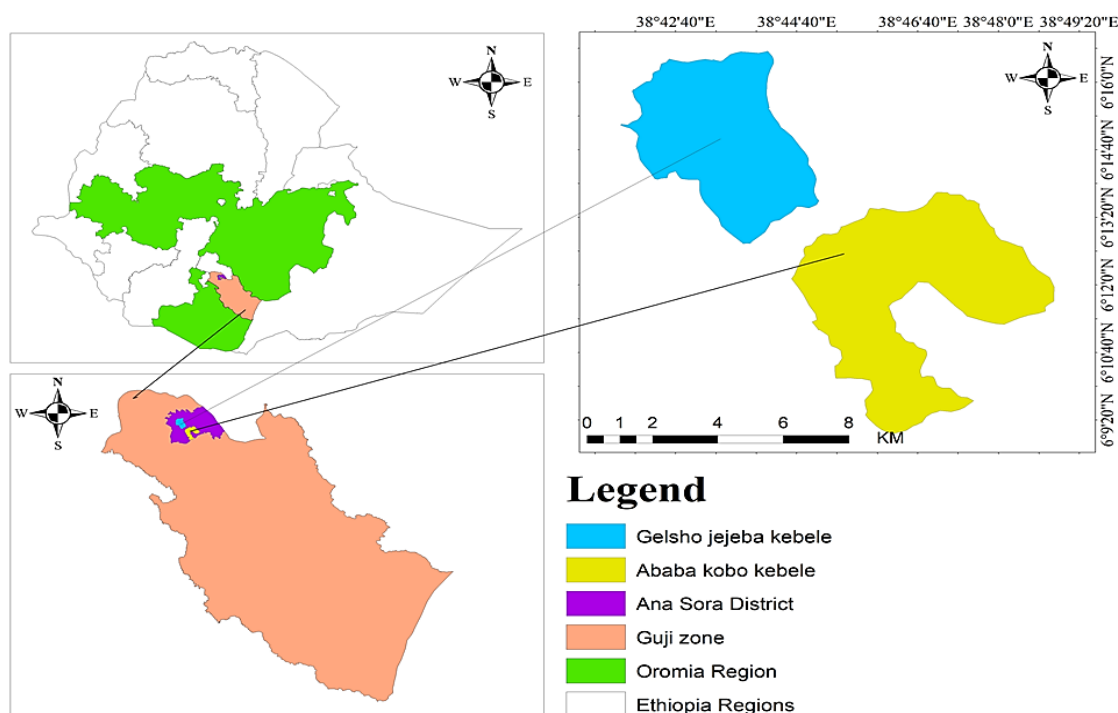 38°42'40"E 38°44'40"E 38°46'40"E 38°48'0"E 38°49'20"E
N
W E
S
N
W E
S
6°16'0"N
6°14'40"N
6°13'20"N
6°12'0"N
6°10'40"N
6°9'20"N
N
W E
S
0 1 2 4 6 8 KM
Legend
Gelsho jejeba kebele
Ababa kobo kebele
Ana Sora District
Guji zone
Oromia Region
Ethiopia Regions